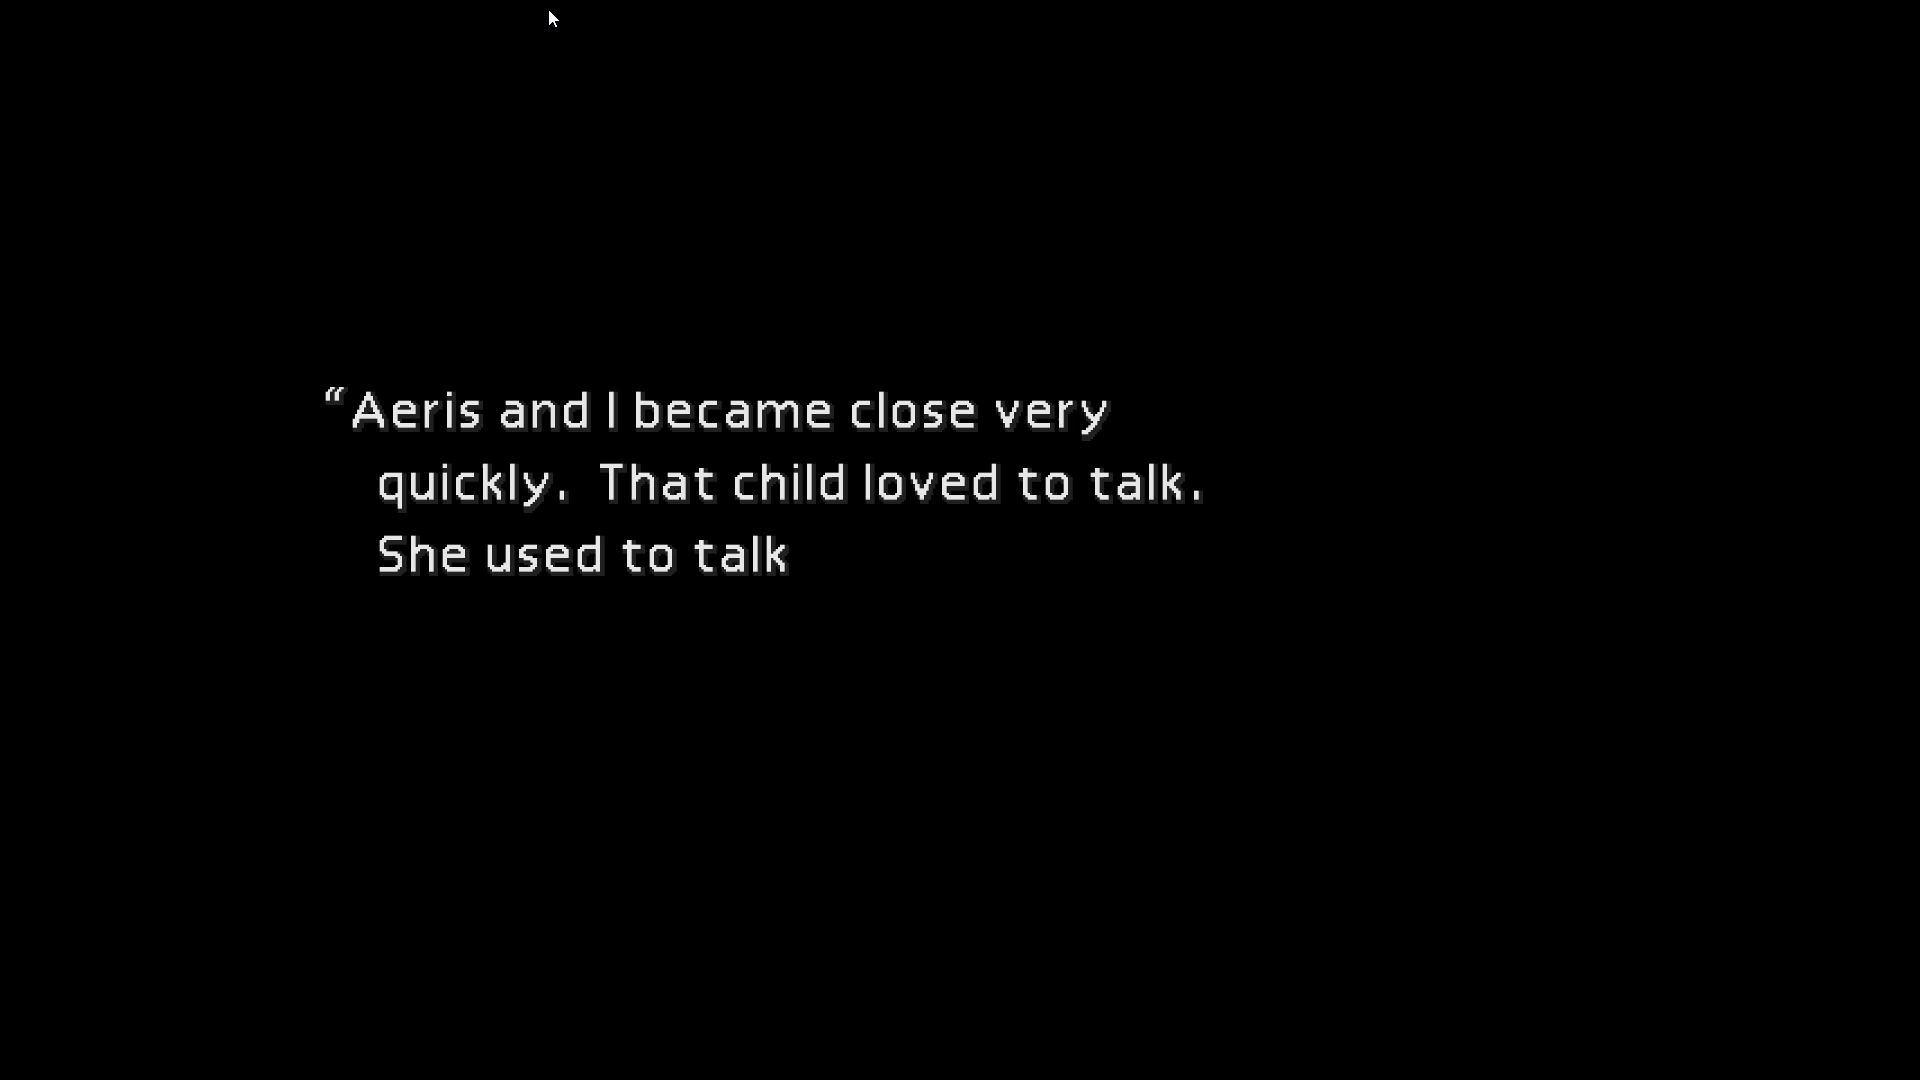 “Aeris and I became close very
quickly. That child loved to talk.
She used to talk